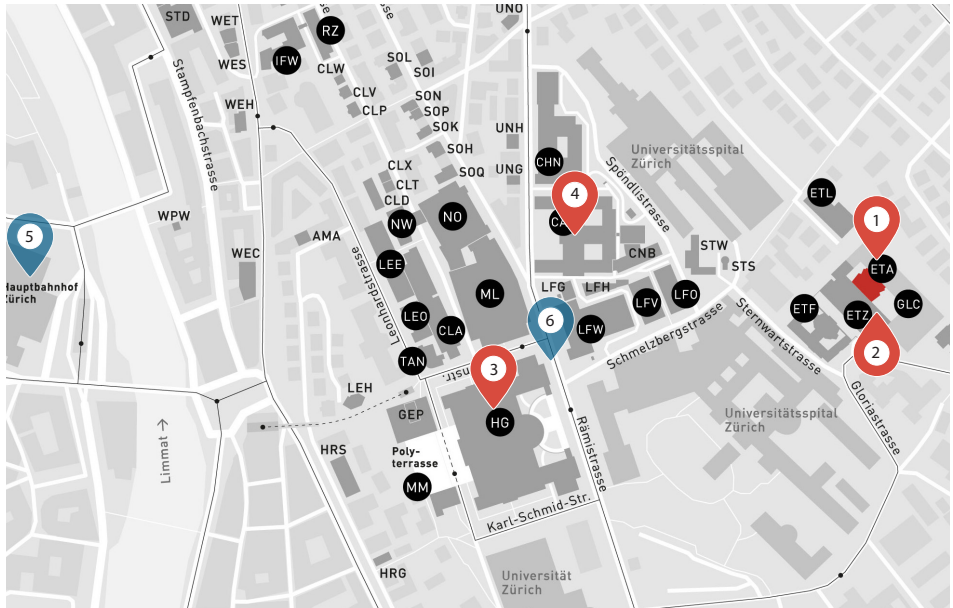 STD
WET
WES
IFW
RZ
UNO
SOL
SOI
CLW
CLV
CLP
SON
SOP
SOK
Stampfenbachstrasse
WEH
UNH
SOH
CHN
Universitätsspital
Zürich
CLX
CLT
CLD
SOQ
UNG
Spöndlistrasse
4
ETL
WPW
NW
NO
CA
1
5
AMA
LEE
CNB
STW
STS
ETA
WEC
Hauptbahnhof
Zürich
Leonhardstrasse
ML
LFG
LFH
LFV
LFO
GLC
LEO
CLA
6
LFW
ETF
ETZ
Schmelzbergstrasse
Sternwartstrasse
TAN
nstr.
3
2
LEH
GEP
HG
Rämistrasse
Universitätsspital
Zürich
Gloriastrasse
Limmat →
HRS
Poly-
terrasse
MM
Karl-Schmid-Str.
HRG
Universität
Zürich